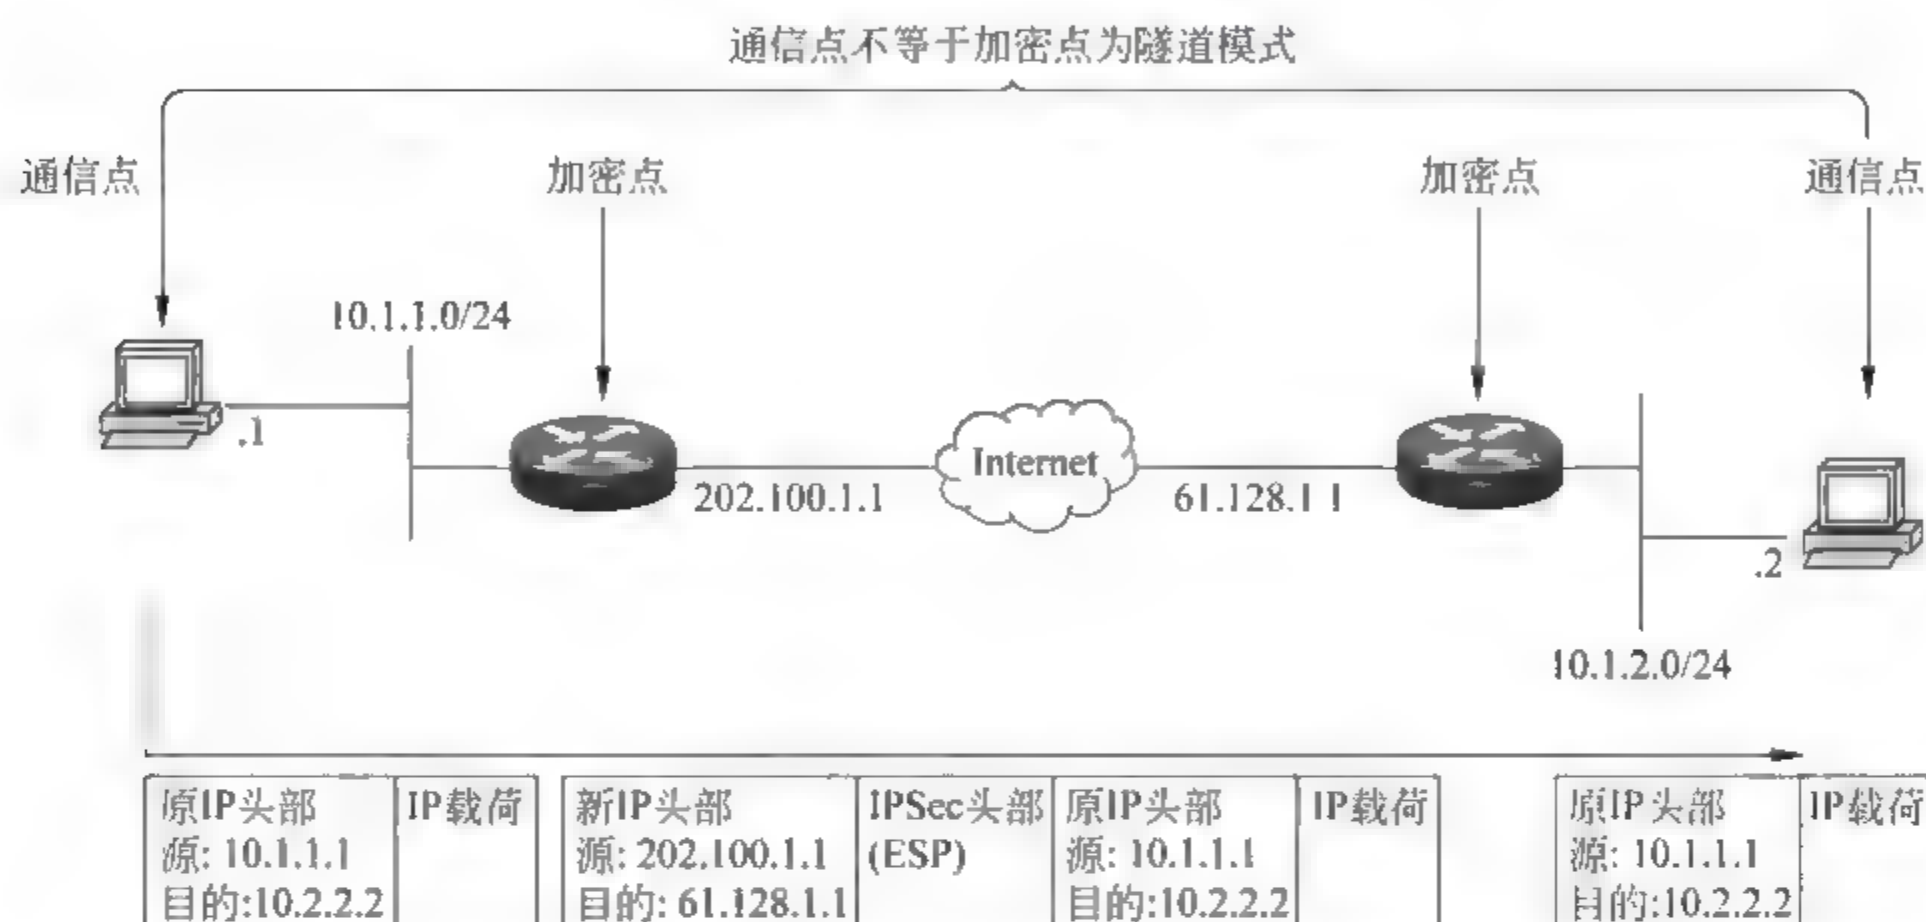 通信点不等于加密点为隧道模式
通信点
加密点
加密点
通信点
10.1.1.0/24
.1
202.100.1.1
Internet
61.128.1.1
.2
10.1.2.0/24
原IP头部
源: 10.1.1.1
目的:10.2.2.2
IP载荷
新IP头部
源: 202.100.1.1
目的: 61.128.1.1
IPSec头部
(ESP)
原IP头部
源: 10.1.1.1
目的:10.2.2.2
IP载荷
原IP头部
源: 10.1.1.1
目的:10.2.2.2
IP载荷